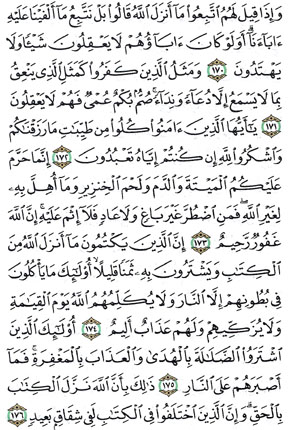 وَإِذَا قِيلَ لَهُمُ ٱتَّبِعُوا۟ مَآ أَنزَلَ ٱللَّهُ قَالُوا۟ بَلْ نَتَّبِعُ مَآ أَلْفَيْنَا عَلَيْهِ
ءَابَآءَنَآ أَوَلَوْ كَانَ ءَابَآؤُهُمْ لَا يَعْقِلُونَ شَيْـًٔا وَلَا
يَهْتَدُونَ ١٧٠ وَمَثَلُ ٱلَّذِينَ كَفَرُوا۟ كَمَثَلِ ٱلَّذِى يَنْعِقُ
بِمَا لَا يَسْمَعُ إِلَّا دُعَآءً وَنِدَآءً صُمٌّۢ بُكْمٌ عُمْىٌ فَهُمْ لَا يَعْقِلُونَ
١٧١ يَـٰٓأَيُّهَا ٱلَّذِينَ ءَامَنُوا۟ كُلُوا۟ مِن طَيِّبَـٰتِ مَا رَزَقْنَـٰكُمْ
وَٱشْكُرُوا۟ لِلَّهِ إِن كُنتُمْ إِيَّاهُ تَعْبُدُونَ ١٧٢ إِنَّمَا حَرَّمَ
عَلَيْكُمُ ٱلْمَيْتَةَ وَٱلدَّمَ وَلَحْمَ ٱلْخِنزِيرِ وَمَآ أُهِلَّ بِهِۦ
لِغَيْرِ ٱللَّهِ فَمَنِ ٱضْطُرَّ غَيْرَ بَاغٍ وَلَا عَادٍ فَلَآ إِثْمَ عَلَيْهِ إِنَّ ٱللَّهَ
غَفُورٌ رَّحِيمٌ ١٧٣ إِنَّ ٱلَّذِينَ يَكْتُمُونَ مَآ أَنزَلَ ٱللَّهُ مِنَ
ٱلْكِتَـٰبِ وَيَشْتَرُونَ بِهِۦ ثَمَنًا قَلِيلًا أُو۟لَـٰٓئِكَ مَا يَأْكُلُونَ
فِى بُطُونِهِمْ إِلَّا ٱلنَّارَ وَلَا يُكَلِّمُهُمُ ٱللَّهُ يَوْمَ ٱلْقِيَـٰمَةِ
وَلَا يُزَكِّيهِمْ وَلَهُمْ عَذَابٌ أَلِيمٌ ١٧٤ أُو۟لَـٰٓئِكَ ٱلَّذِينَ
ٱشْتَرَوُا۟ ٱلضَّلَـٰلَةَ بِٱلْهُدَىٰ وَٱلْعَذَابَ بِٱلْمَغْفِرَةِ فَمَآ
أَصْبَرَهُمْ عَلَى ٱلنَّارِ ١٧٥ ذَٰلِكَ بِأَنَّ ٱللَّهَ نَزَّلَ ٱلْكِتَـٰبَ
بِٱلْحَقِّ وَإِنَّ ٱلَّذِينَ ٱخْتَلَفُوا۟ فِى ٱلْكِتَـٰبِ لَفِى شِقَاقٍۭ بَعِيدٍ ١٧٦